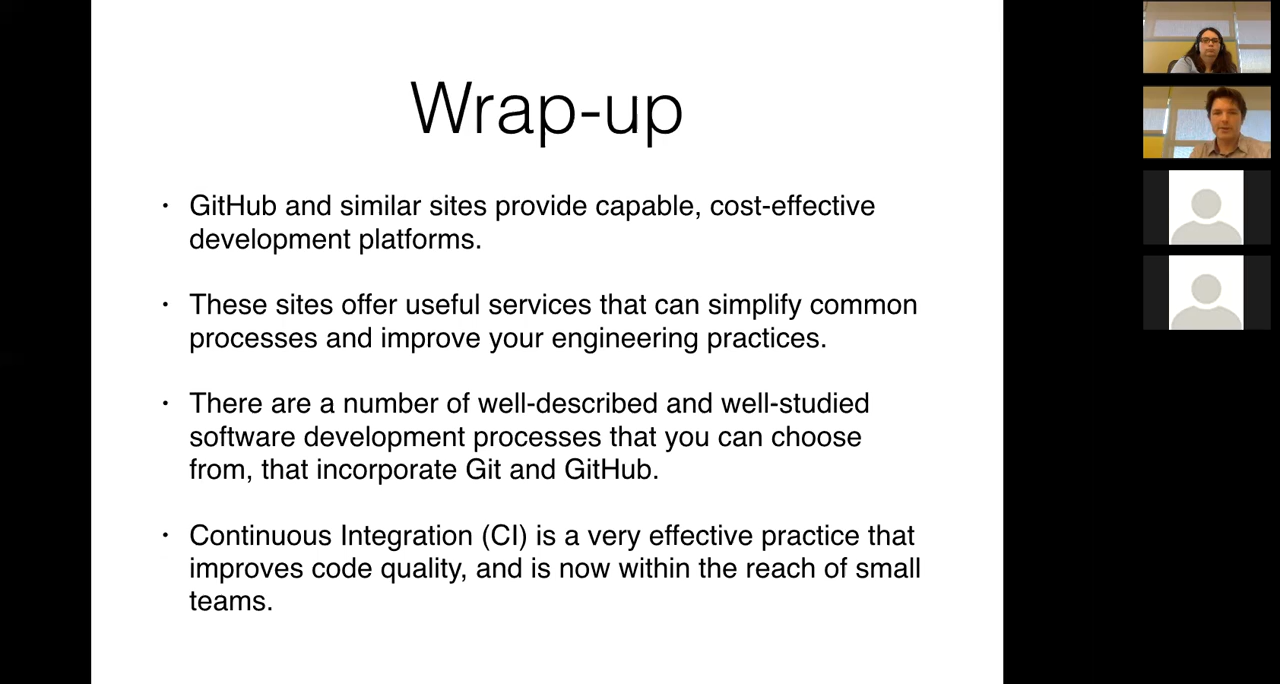 Wrap-up
• GitHub and similar sites provide capable, cost-effective
development platforms.
• These sites offer useful services that can simplify common
processes and improve your engineering practices.
• There are a number of well-described and well-studied
software development processes that you can choose
from, that incorporate Git and GitHub.
• Continuous Integration (CI) is a very effective practice that
improves code quality, and is now within the reach of small
teams.